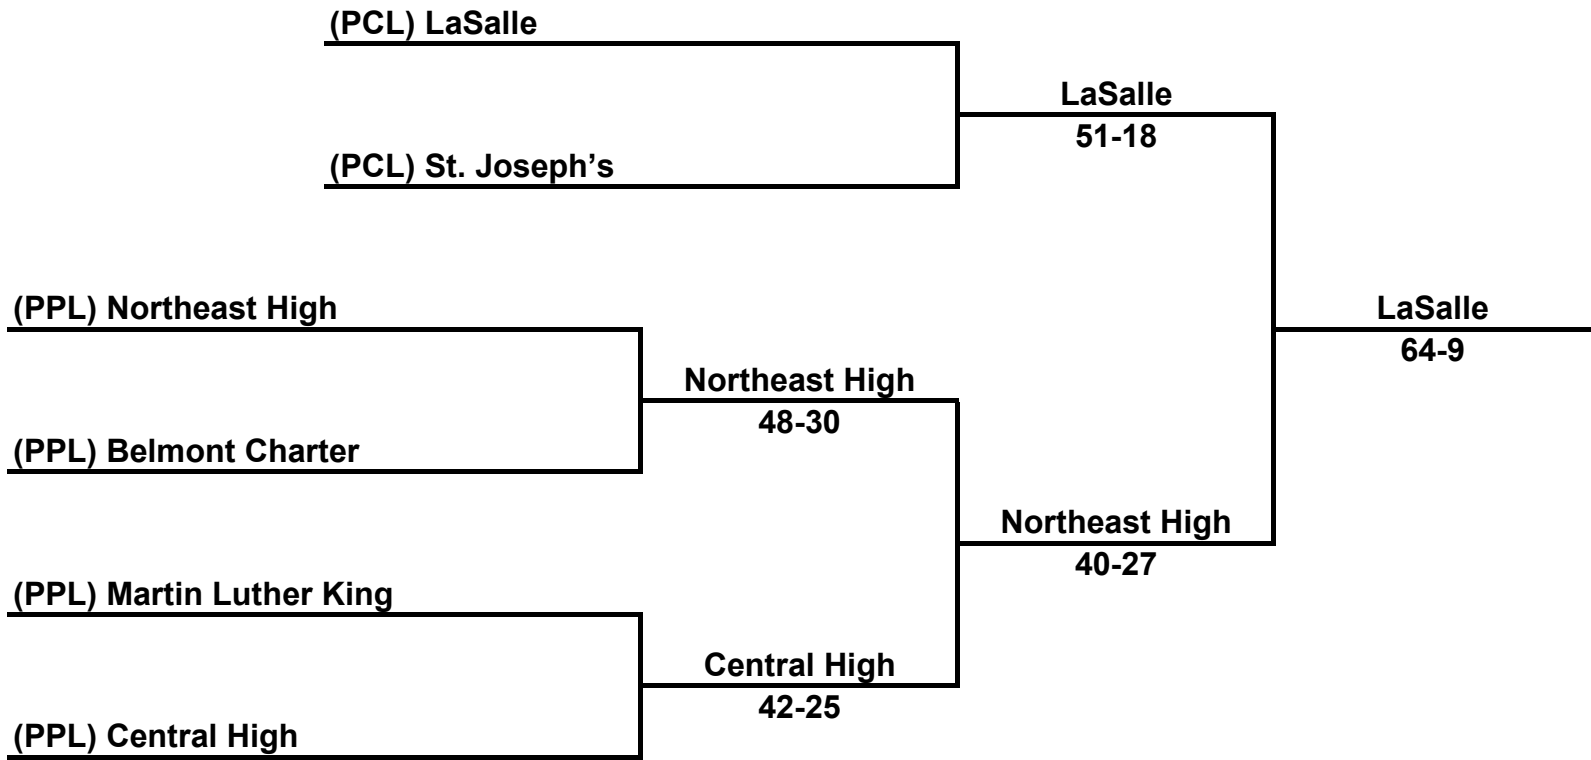 (PCL) LaSalle
LaSalle
51-18
(PCL) St. Joseph’s
(PPL) Northeast High
LaSalle
64-9
Northeast High
48-30
(PPL) Belmont Charter
Northeast High
40-27
(PPL) Martin Luther King
Central High
42-25
(PPL) Central High